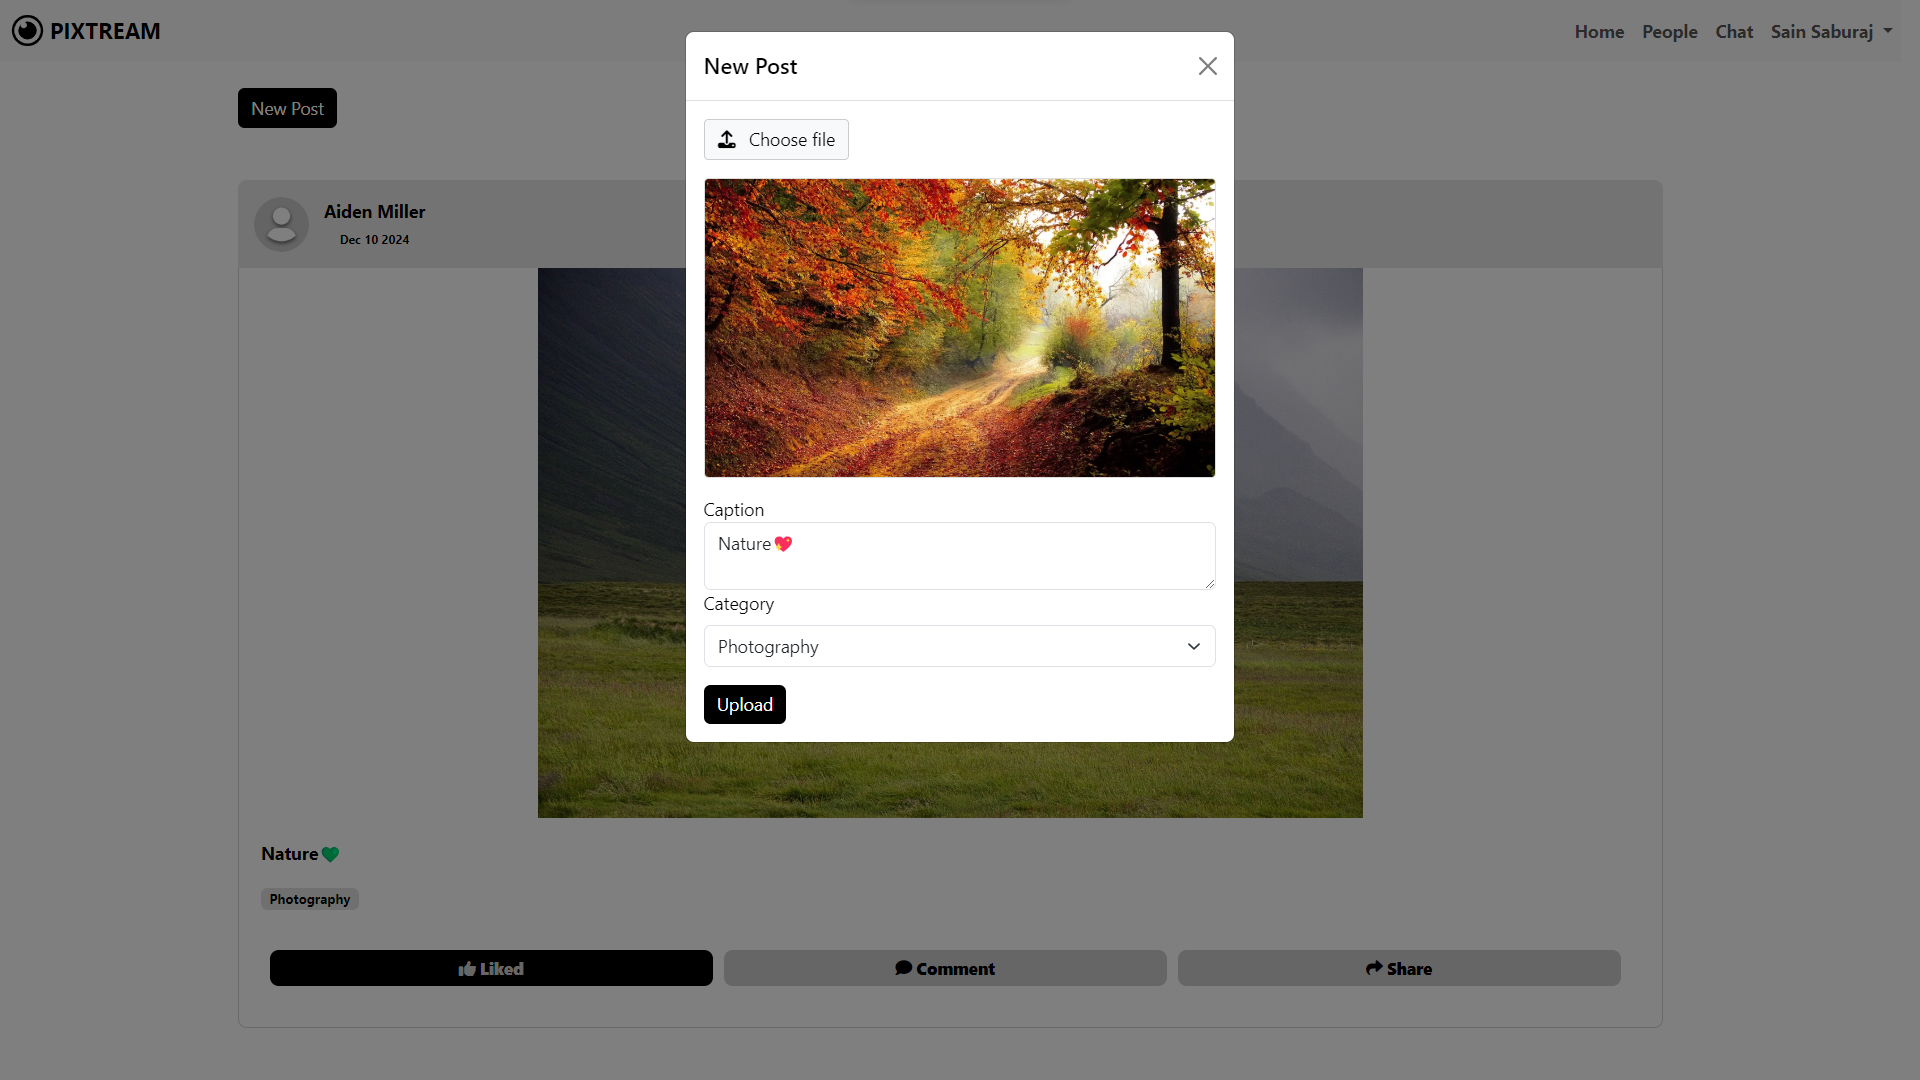 PIXTREAM
Home People Chat Sain Saburaj
New Post
New Post
Choose file
Caption
Nature💖
Category
Photography
Upload
Aiden Miller
Dec 10 2024
Nature💚
Photography
Liked Comment Share